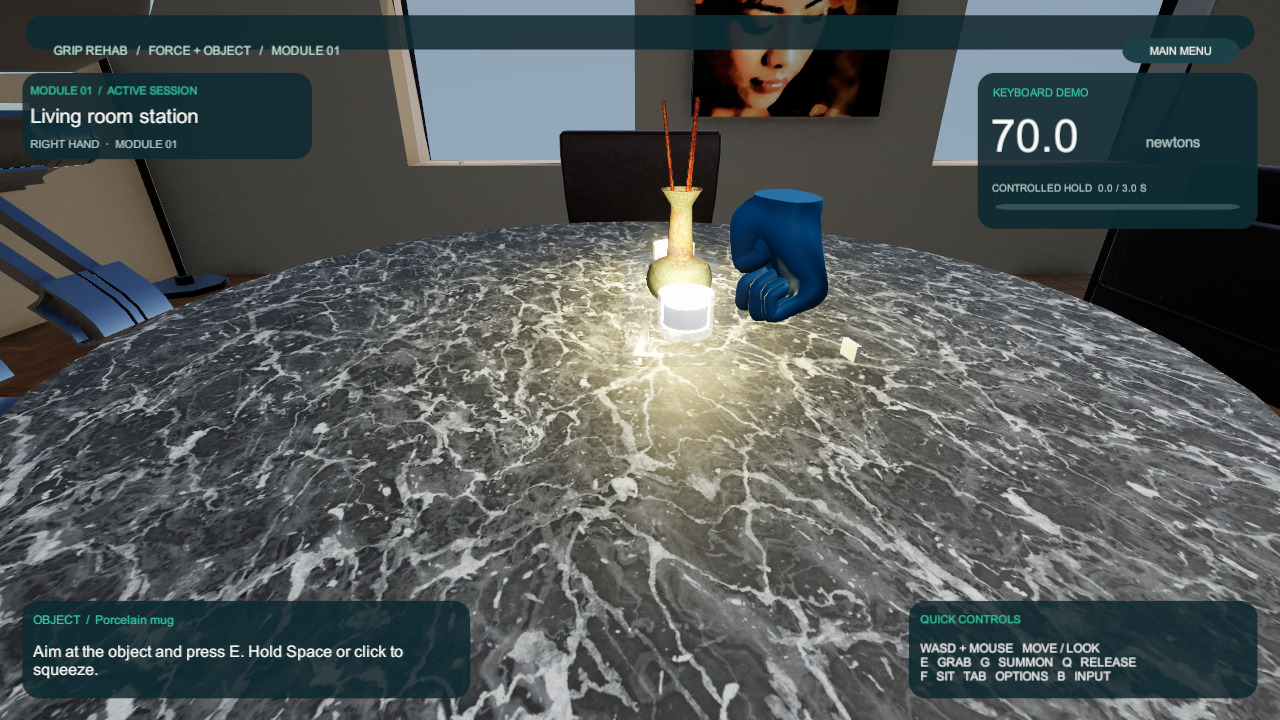 GRIP REHAB / FORCE + OBJECT / MODULE 01
MAIN MENU
MODULE 01 / ACTIVE SESSION
Living room station
RIGHT HAND · MODULE 01
KEYBOARD DEMO
70.0 newtons
CONTROLLED HOLD 0.0 / 3.0 S
OBJECT / Porcelain mug
Aim at the object and press E. Hold Space or click to
squeeze.
QUICK CONTROLS
WASD + MOUSE MOVE / LOOK
E GRAB G SUMMON Q RELEASE
F SIT TAB OPTIONS B INPUT